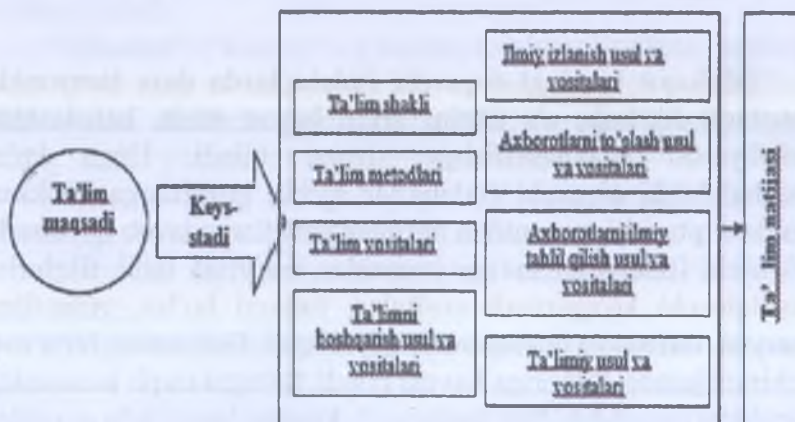 Ta’lim
maqsadi
Keys-
stadi
Ta’lim shakli
Ta’lim metodlari
Ta’lim vositalari
Ta’limni
boshqarish usul va
vositalari
Ilmiy izlanish usul va
vositalari
Axborotlarni to’plash usul
va vositalari
Axborotlarni ilmiy
tahlil qilish usul va
vositalari
Ta’limiy usul va
vositalari
Ta’lim natijasi